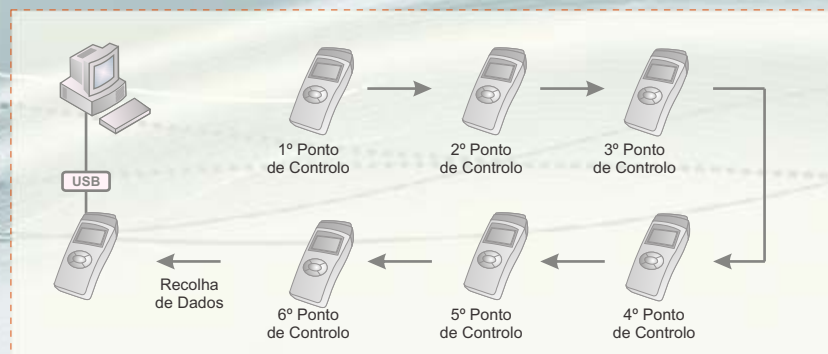 1º Ponto
de Controlo
2º Ponto
de Controlo
3º Ponto
de Controlo
USB
Recolha
de Dados
6º Ponto
de Controlo
5º Ponto
de Controlo
4º Ponto
de Controlo